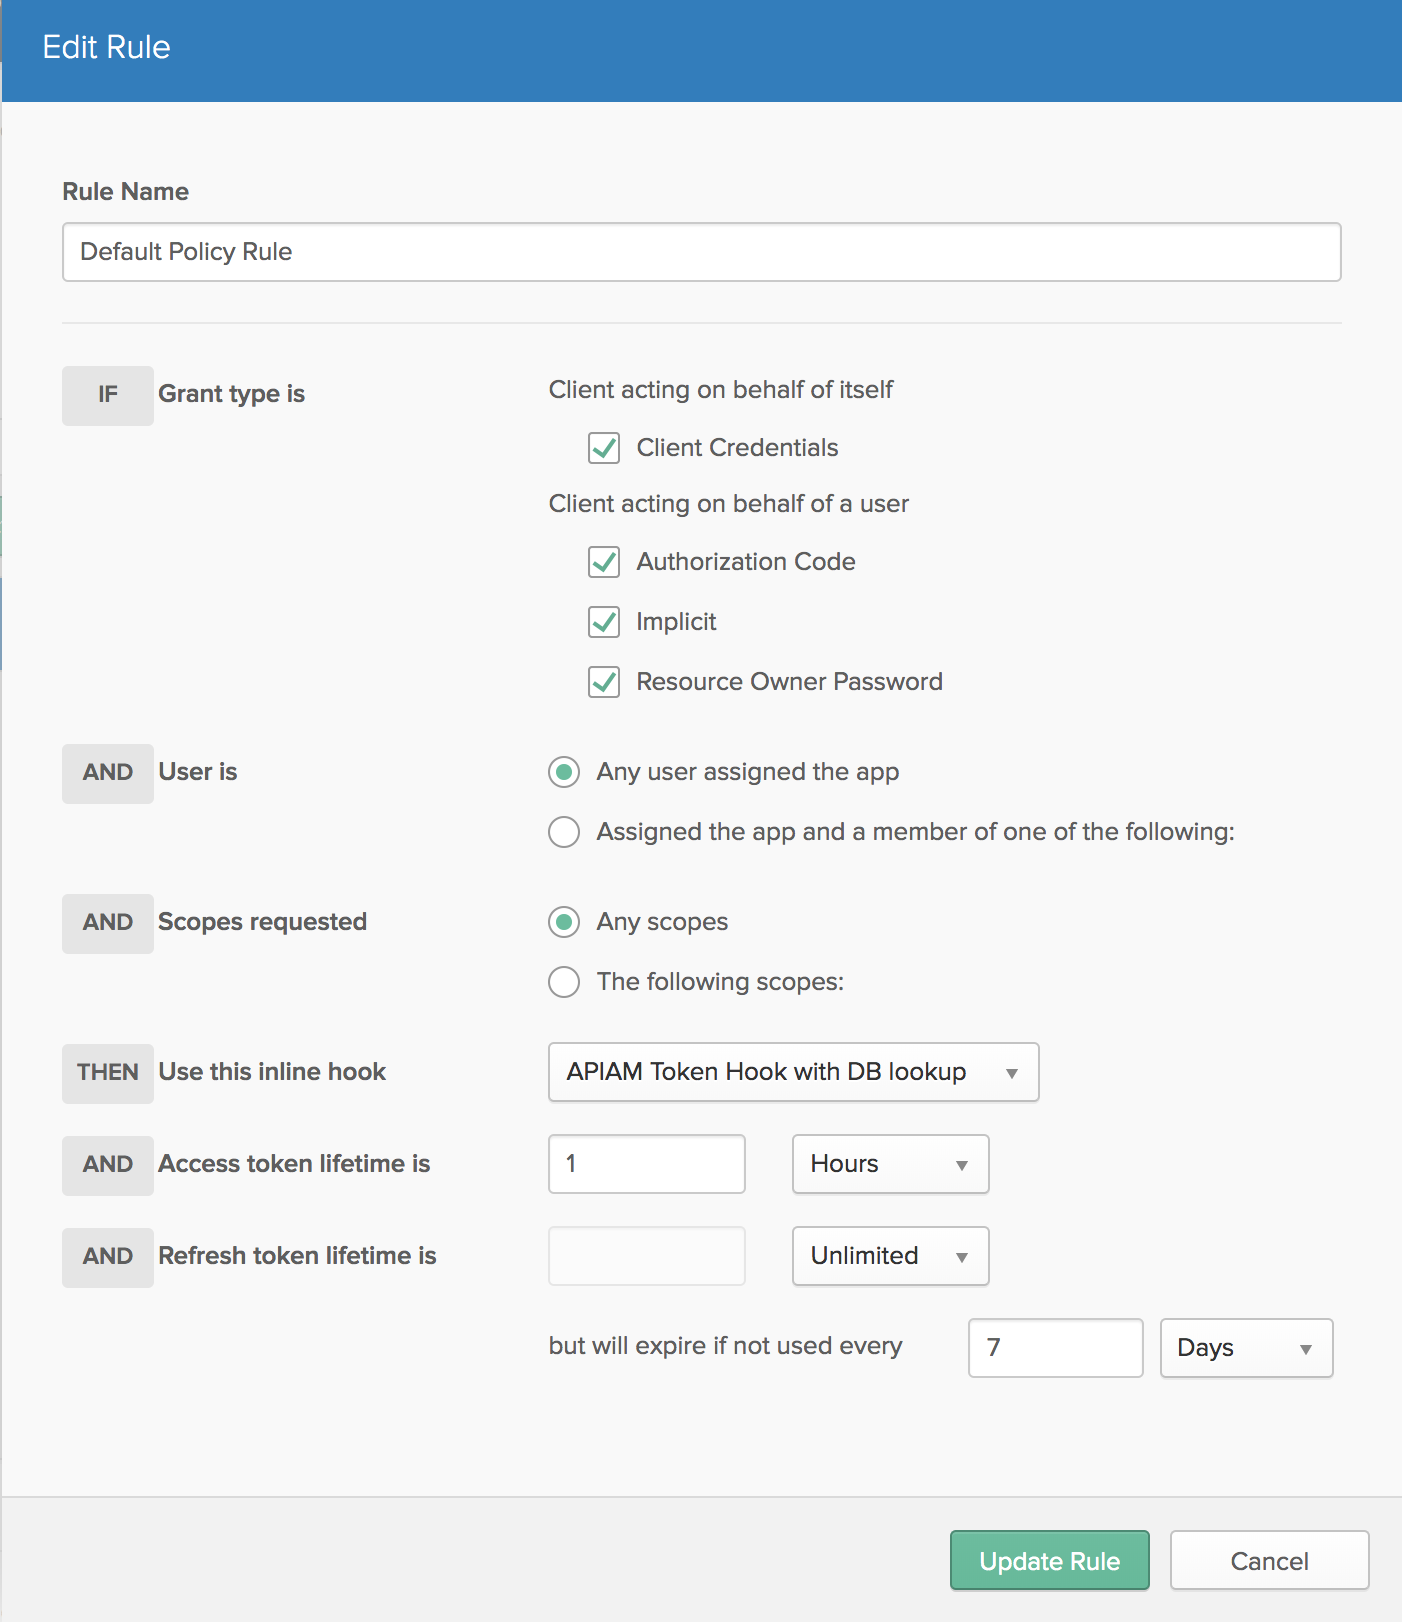 Edit Rule
Rule Name
Default Policy Rule
IF Grant type is
Client acting on behalf of itself
Client Credentials
Client acting on behalf of a user
Authorization Code
Implicit
Resource Owner Password
AND User is
Any user assigned the app
Assigned the app and a member of one of the following:
AND Scopes requested
Any scopes
The following scopes:
THEN Use this inline hook APIAM Token Hook with DB lookup
AND Access token lifetime is 1 Hours
AND Refresh token lifetime is Unlimited
but will expire if not used every 7 Days
Update Rule Cancel